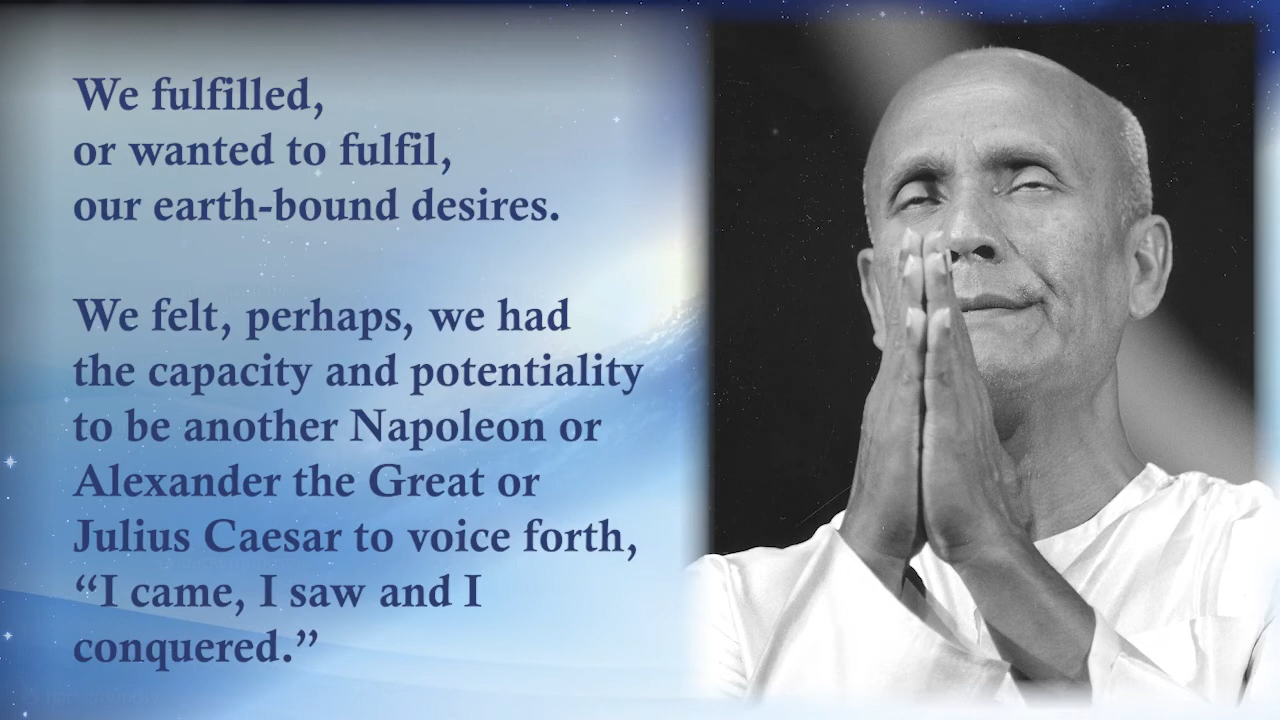 We fulfilled,
or wanted to fulfil,
our earth-bound desires.
We felt, perhaps, we had
the capacity and potentiality
to be another Napoleon or
Alexander the Great or
Julius Caesar to voice forth,
“I came, I saw and I
conquered.”